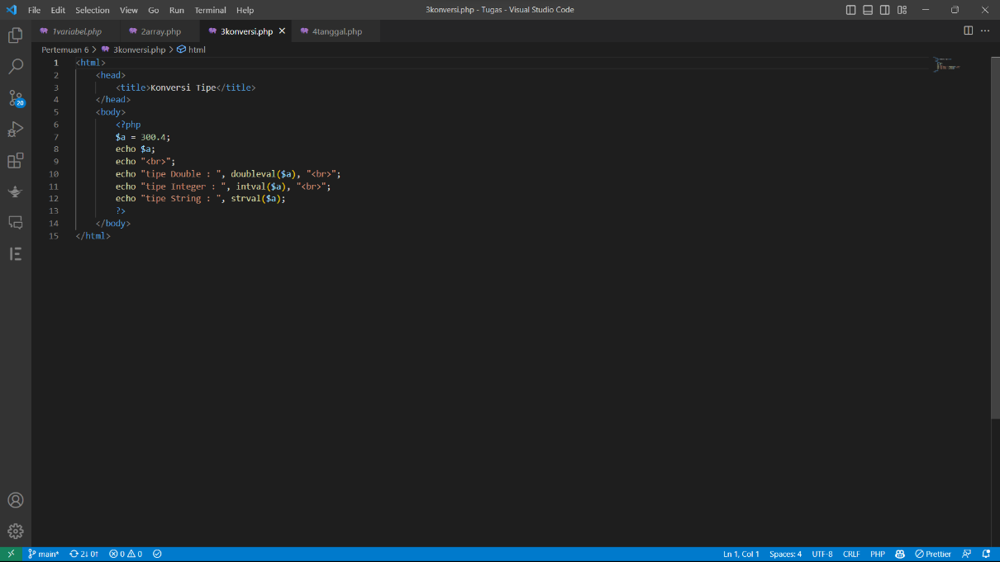 File Edit Selection View Go Run Terminal Help 3konversi.php - Tugas - Visual Studio Code
1variabel.php 2array.php 3konversi.php 4tanggal.php
Pertemuan 6 > 3konversi.php > html
1 <html>
2 <head>
3 <title>Konversi Tipe</title>
4 </head>
5 <body>
6 <?php
7 $a = 300.4;
8 echo $a;
9 echo "<br>";
10 echo "tipe Double : ", doubleval($a), "<br>";
11 echo "tipe Integer : ", intval($a), "<br>";
12 echo "tipe String : ", strval($a);
13 ?>
14 </body>
15 </html>
20
main* 2↓ 0↑ 0 0 Ln 1, Col 1 Spaces: 4 UTF-8 CRLF PHP Prettier